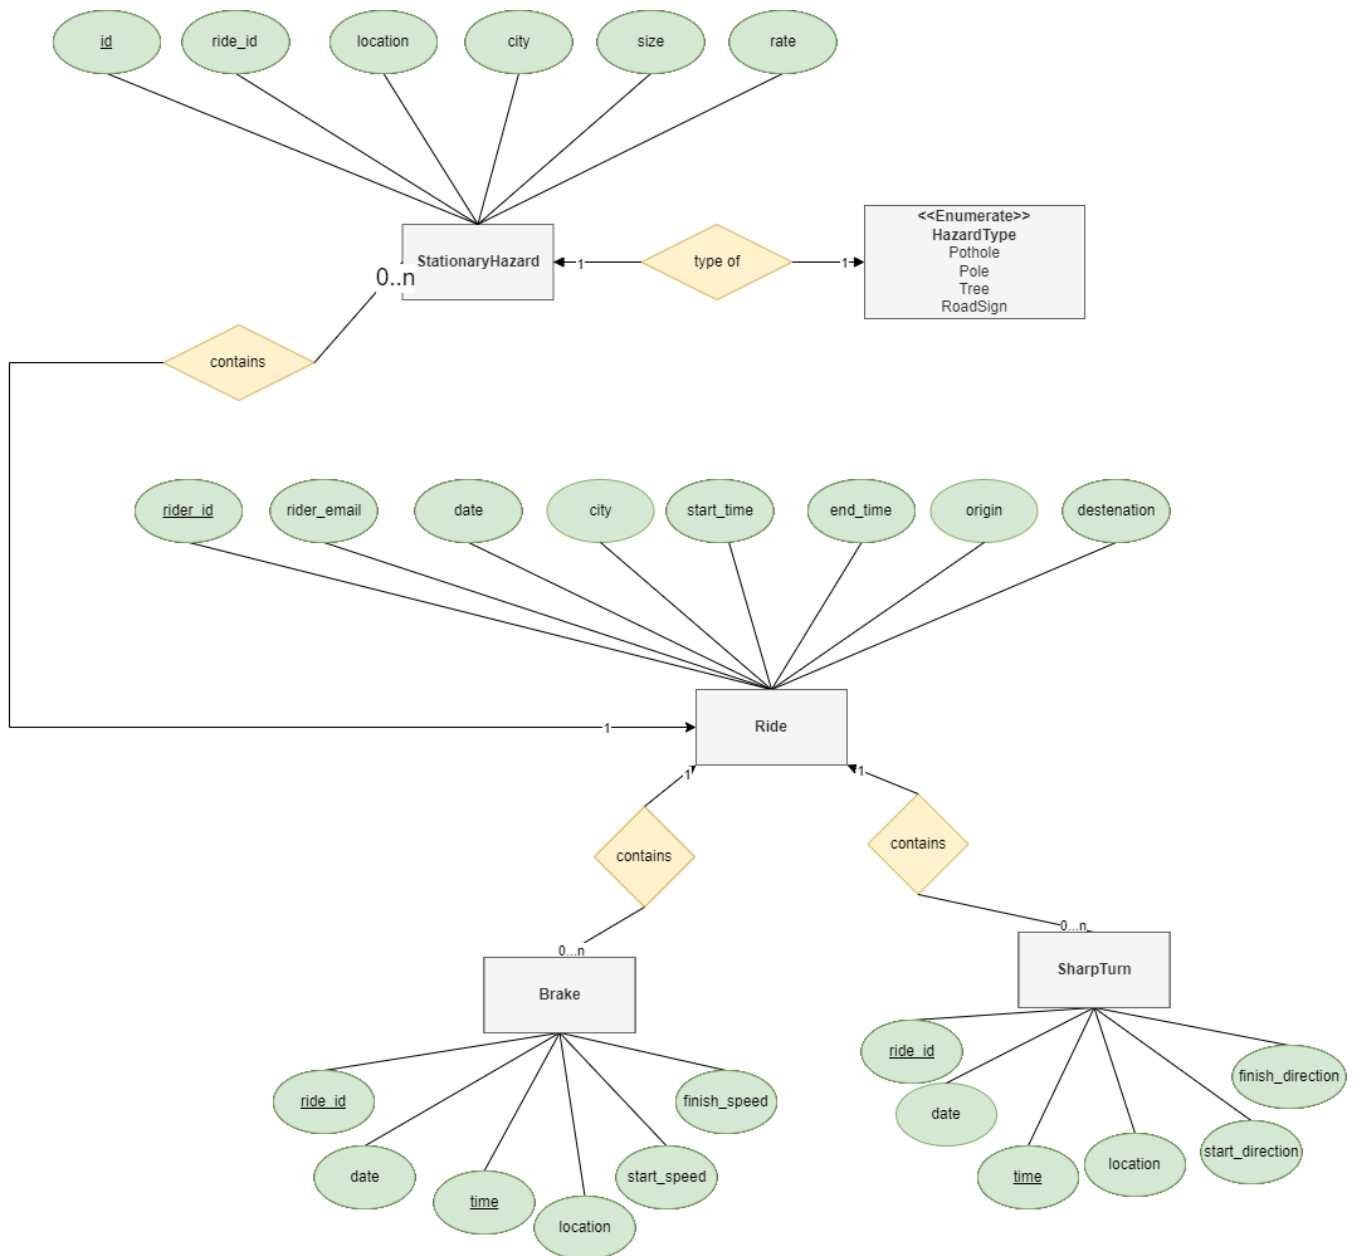 id
ride_id
location
city
size
rate
StationaryHazard
1
type of
1
<<Enumerate>>
HazardType
Pothole
Pole
Tree
RoadSign
0..n
contains
rider_id
rider_email
date
city
start_time
end_time
origin
destenation
1
Ride
1
1
contains
contains
0...n
0...n
Brake
SharpTurn
ride_id
date
time
location
start_speed
finish_speed
ride_id
date
time
location
start_direction
finish_direction